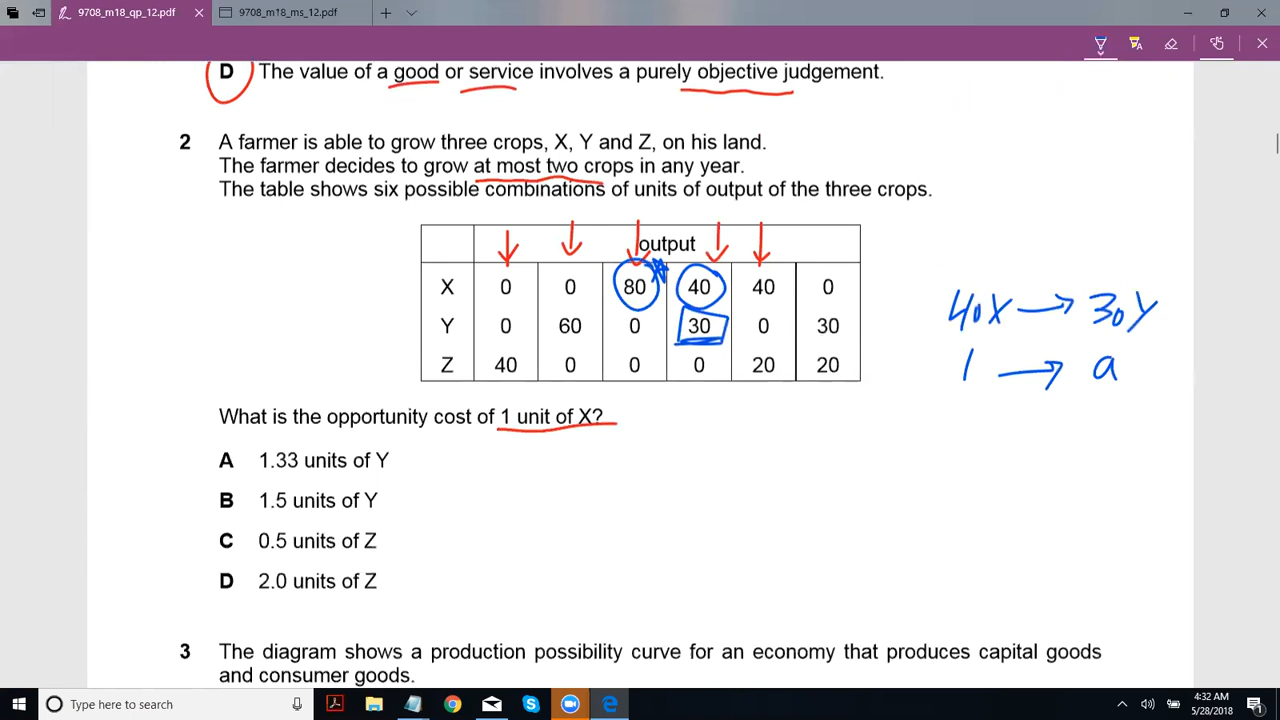 9708_m18_qp_12.pdf
9708_m18_ms_12.pdf
D The value of a good or service involves a purely objective judgement.
2 A farmer is able to grow three crops, X, Y and Z, on his land.
The farmer decides to grow at most two crops in any year.
The table shows six possible combinations of units of output of the three crops.
output
X 0 0 80 40 40 0
Y 0 60 0 30 0 30
Z 40 0 0 0 20 20
40X → 30Y
1 → a
What is the opportunity cost of 1 unit of X?
A 1.33 units of Y
B 1.5 units of Y
C 0.5 units of Z
D 2.0 units of Z
3 The diagram shows a production possibility curve for an economy that produces capital goods
and consumer goods.
Type here to search
4:32 AM
5/28/2018